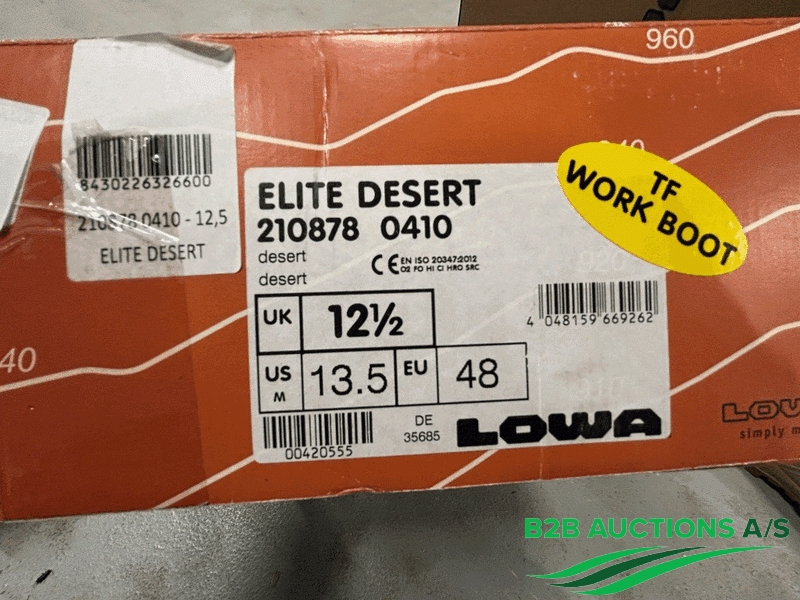 960
8430226326600
210878 0410 - 12,5
ELITE DESERT
ELITE DESERT
210878 0410
desert
desert
CE EN ISO 20347:2012
O2 FO HI CI HRO SRC
TF
WORK BOOT
920
4 048159 669262
UK 12½
US M 13.5 EU 48
910
40
00420555
DE
35685
LOWA
simply
B2B AUCTIONS A/S